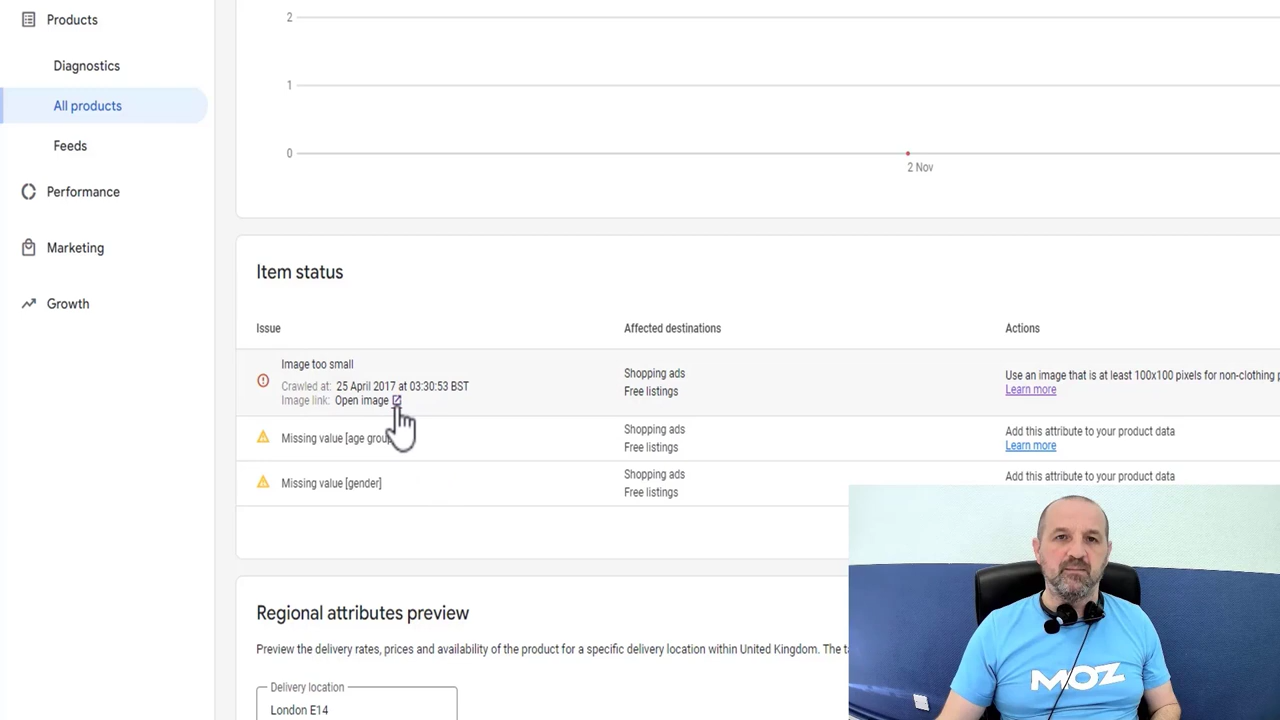 Products
Diagnostics
All products
Feeds
Performance
Marketing
Growth
2
1
0
2 Nov
Item status
Issue
Affected destinations
Actions
Image too small
Crawled at: 25 April 2017 at 03:30:53 BST
Image link: Open image
Shopping ads
Free listings
Use an image that is at least 100x100 pixels for non-clothing
Learn more
Missing value [age
Shopping ads
Free listings
Add this attribute to your product data
Learn more
Missing value [gender]
Shopping ads
Free listings
Add this attribute to your product data
Regional attributes preview
Preview the delivery rates, prices and availability of the product for a specific delivery location within United Kingdom. The
Delivery location
London E14
MOZ